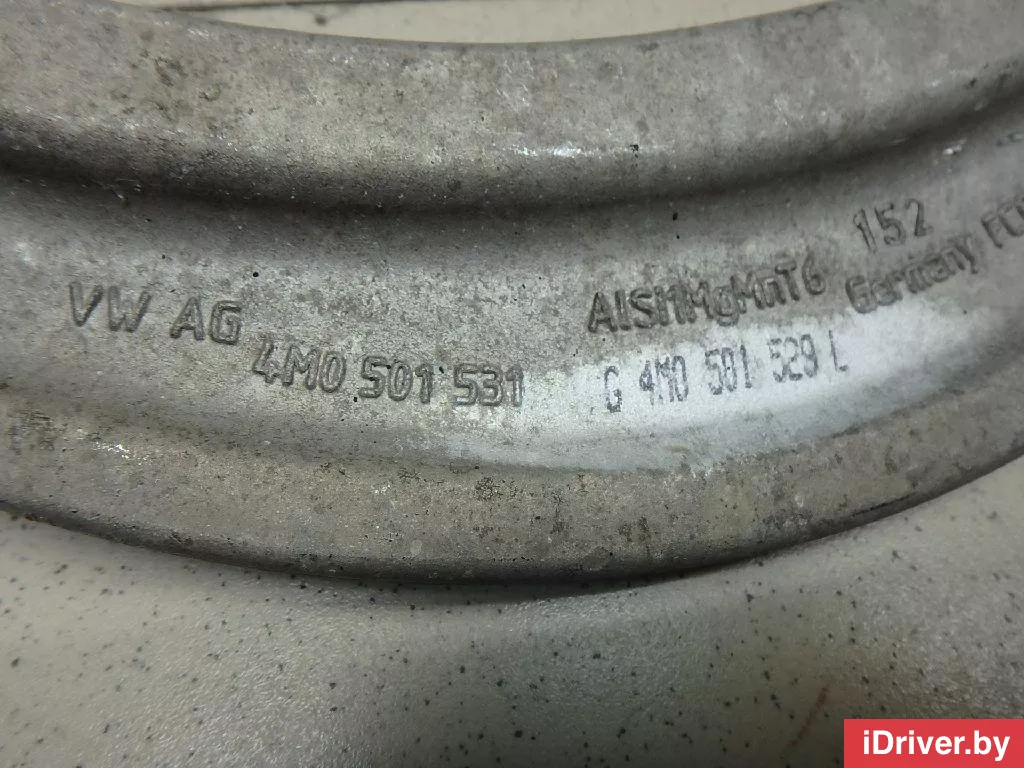 VW AG
4M0 501 531
AlSi1MgMnT6 152
Germany
G 4M0 501 529 L
iDriver.by